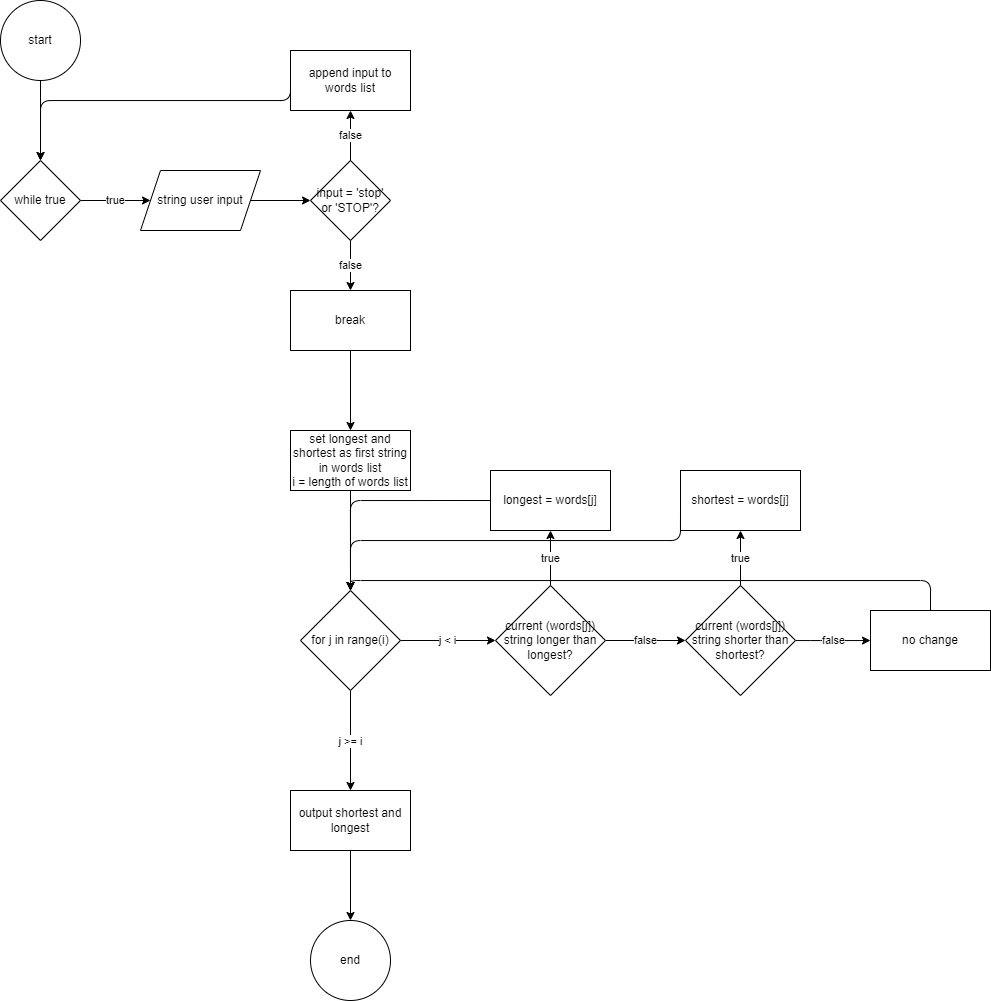 start
append input to
words list
false
while true
true
string user input
input = 'stop'
or 'STOP'?
false
break
set longest and
shortest as first string
in words list
i = length of words list
longest = words[j]
shortest = words[j]
true
true
for j in range(i)
j < i
current (words[j])
string longer than
longest?
false
current (words[j])
string shorter than
shortest?
false
no change
j >= i
output shortest and
longest
end